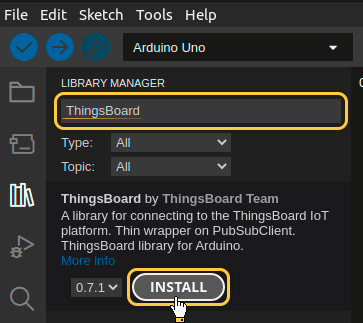 File Edit Sketch Tools Help
Arduino Uno
LIBRARY MANAGER
ThingsBoard
Type: All
Topic: All
ThingsBoard by ThingsBoard Team
A library for connecting to the ThingsBoard IoT
platform. Thin wrapper on PubSubClient.
ThingsBoard library for Arduino.
More info
0.7.1 INSTALL